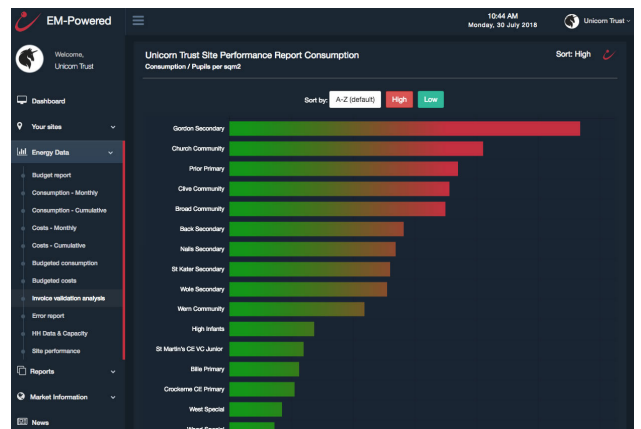 EM-Powered
10:44 AM
Monday, 30 July 2018
Unicorn Trust
Welcome,
Unicorn Trust
Dashboard
Your sites
Energy Data
Budget report
Consumption - Monthly
Consumption - Cumulative
Costs - Monthly
Costs - Cumulative
Budgeted consumption
Budgeted costs
Invoice validation analysis
Error report
HH Data & Capacity
Site performance
Reports
Market Information
News
Unicorn Trust Site Performance Report Consumption
Sort: High
Consumption / Pupils per sqm2
Sort by: A-Z (default) High Low
Gordon Secondary
Church Community
Prior Primary
Clive Community
Broad Community
Back Secondary
Nails Secondary
St Kater Secondary
Wole Secondary
Wern Community
High Infants
St Martin's CE VC Junior
Bille Primary
Crockerne CE Primary
West Special